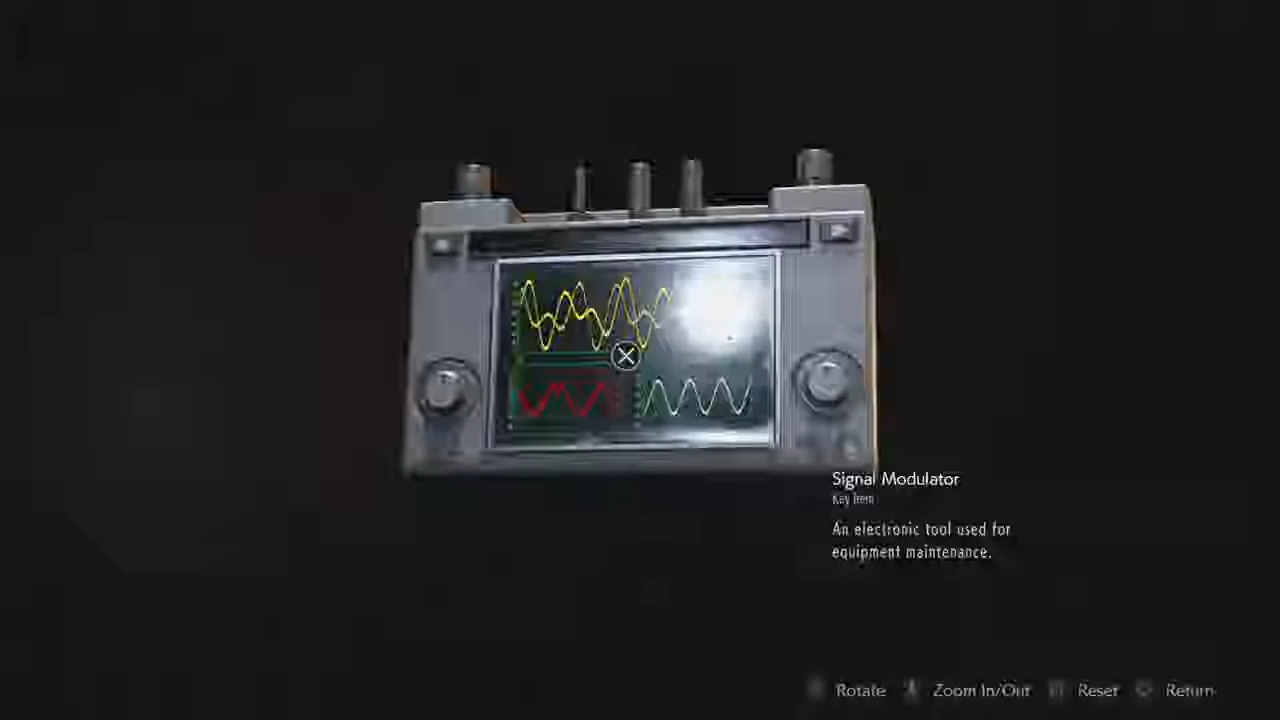 Signal Modulator
Key Item
An electronic tool used for
equipment maintenance.
Rotate Zoom In/Out Reset Return